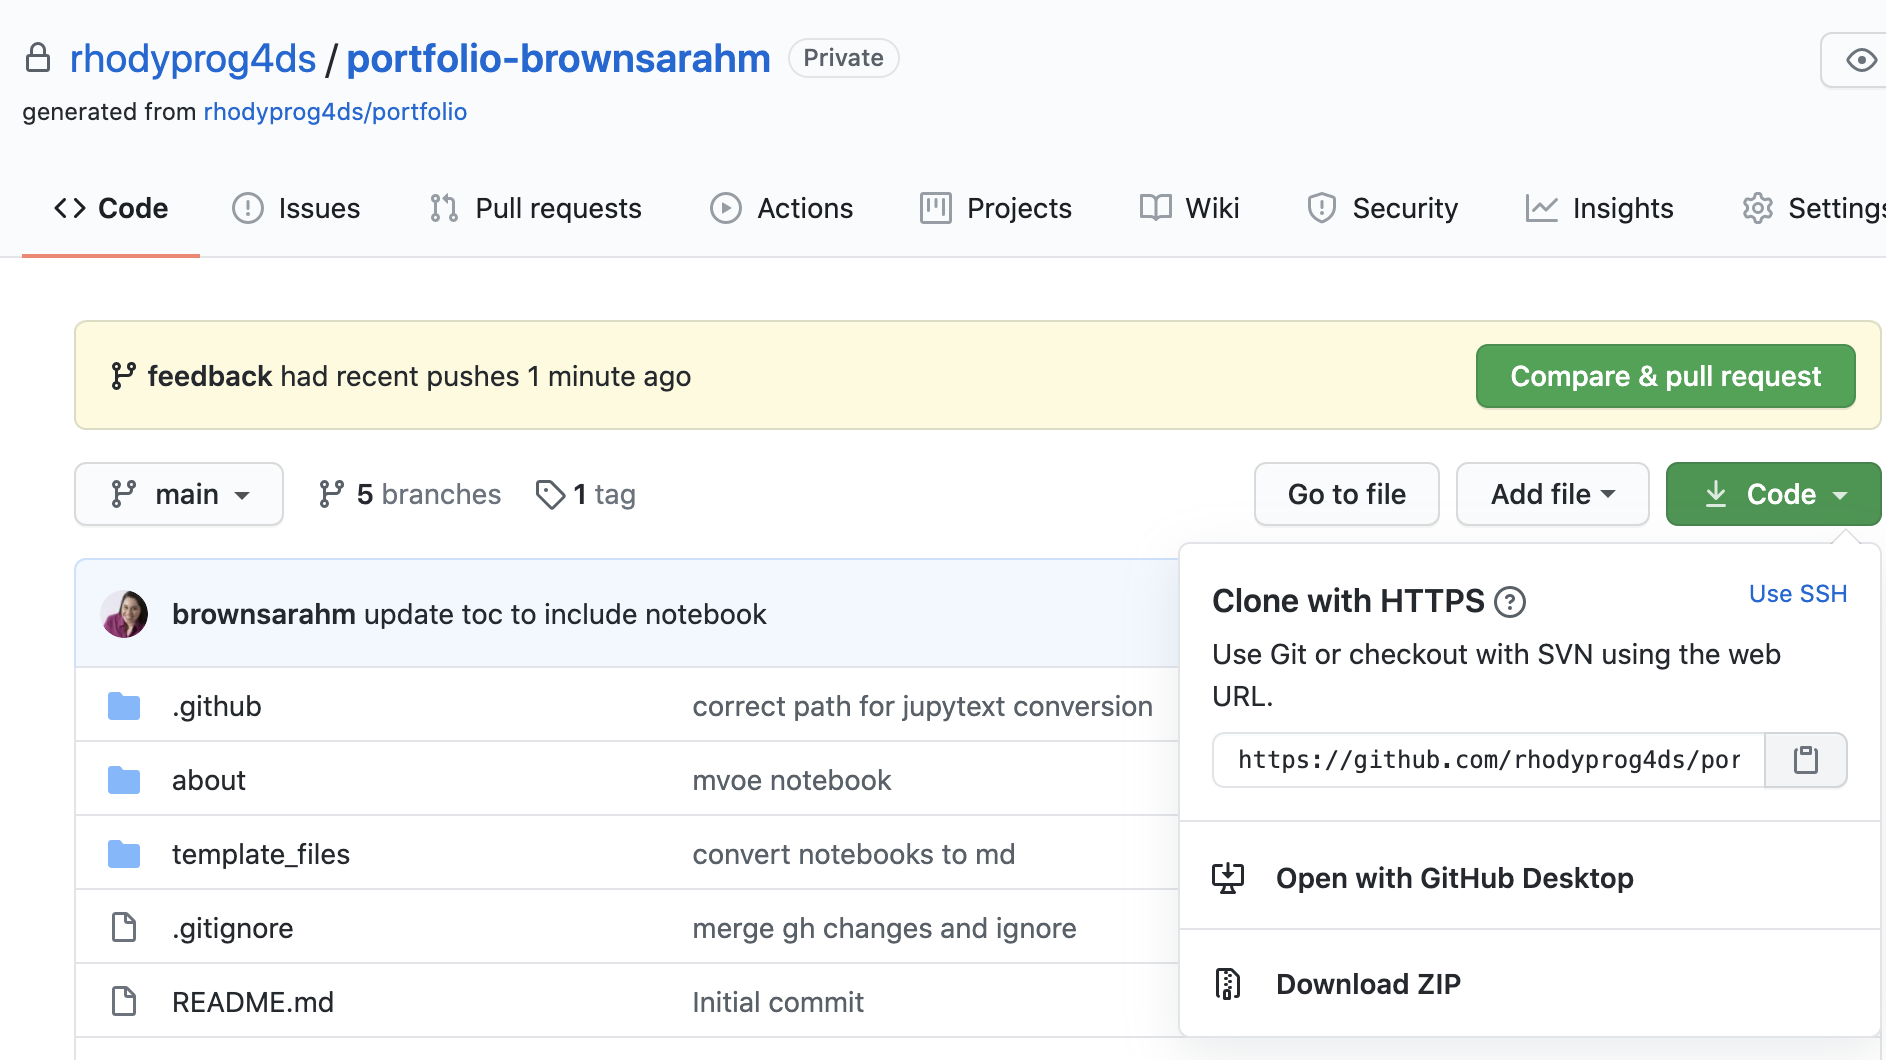 rhodyprog4ds / portfolio-brownsarahm Private
generated from rhodyprog4ds/portfolio
Code Issues Pull requests Actions Projects Wiki Security Insights Settings
feedback had recent pushes 1 minute ago Compare & pull request
main 5 branches 1 tag Go to file Add file Code
brownsarahm update toc to include notebook
Clone with HTTPS ? Use SSH
Use Git or checkout with SVN using the web
URL.
https://github.com/rhodyprog4ds/por
Open with GitHub Desktop
Download ZIP
.github correct path for jupytext conversion
about mvoe notebook
template_files convert notebooks to md
.gitignore merge gh changes and ignore
README.md Initial commit